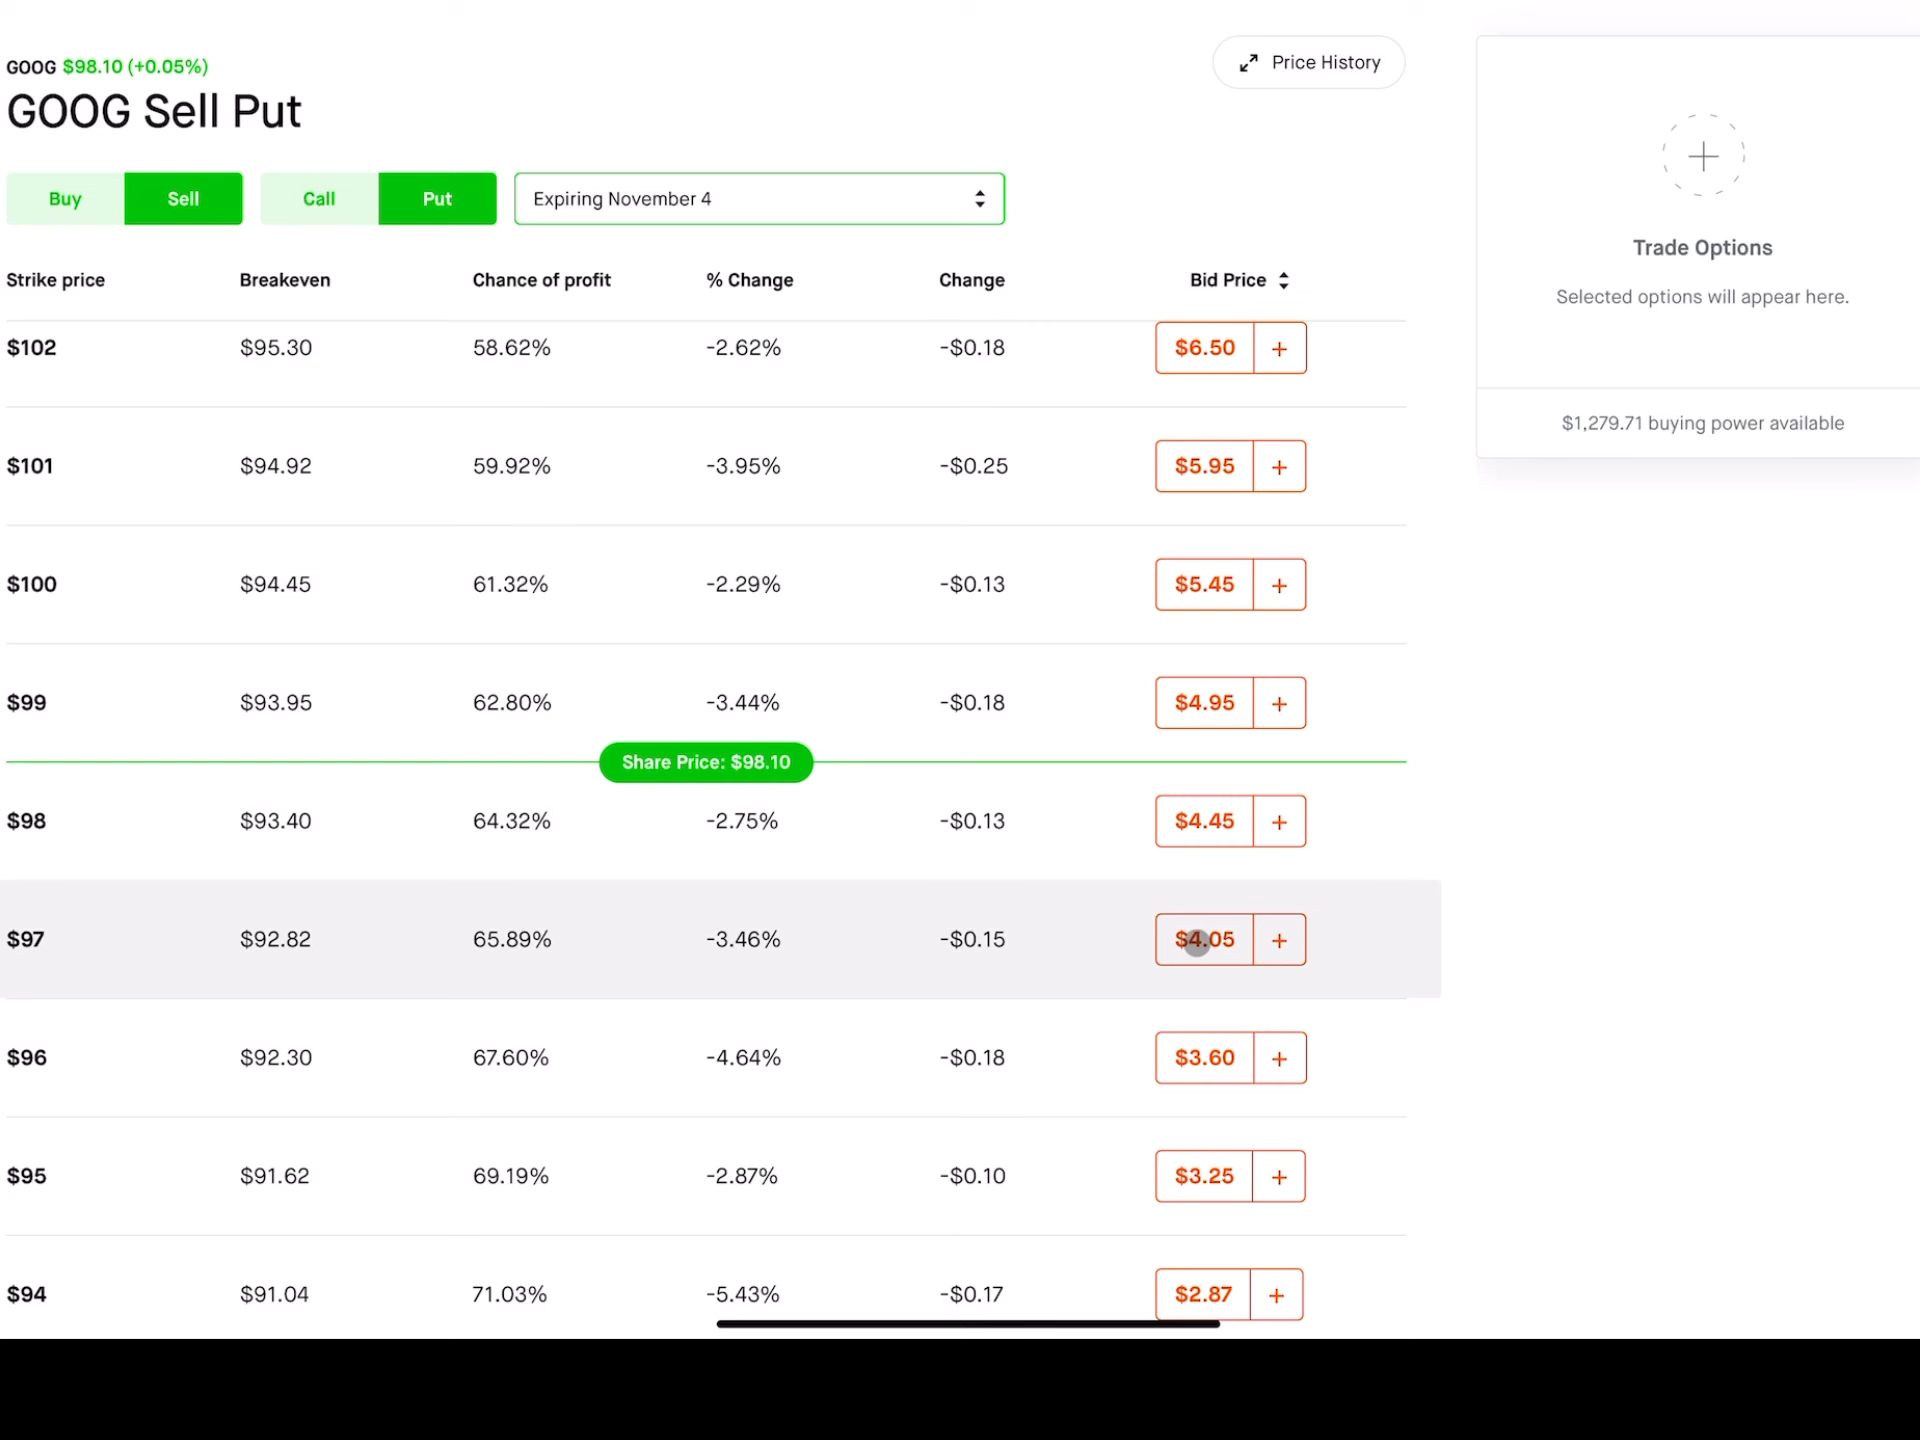 GOOG $98.10 (+0.05%)
GOOG Sell Put
Price History
Buy Sell Call Put Expiring November 4
Strike price Breakeven Chance of profit % Change Change Bid Price
$102 $95.30 58.62% -2.62% -$0.18 $6.50 +
$101 $94.92 59.92% -3.95% -$0.25 $5.95 +
$100 $94.45 61.32% -2.29% -$0.13 $5.45 +
$99 $93.95 62.80% -3.44% -$0.18 $4.95 +
Share Price: $98.10
$98 $93.40 64.32% -2.75% -$0.13 $4.45 +
$97 $92.82 65.89% -3.46% -$0.15 $4.05 +
$96 $92.30 67.60% -4.64% -$0.18 $3.60 +
$95 $91.62 69.19% -2.87% -$0.10 $3.25 +
$94 $91.04 71.03% -5.43% -$0.17 $2.87 +
Trade Options
Selected options will appear here.
$1,279.71 buying power available